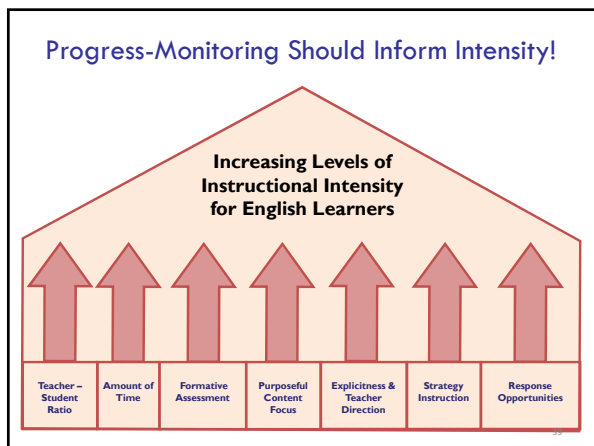 Progress-Monitoring Should Inform Intensity!
Increasing Levels of
Instructional Intensity
for English Learners
Teacher –
Student
Ratio
Amount of
Time
Formative
Assessment
Purposeful
Content
Focus
Explicitness &
Teacher
Direction
Strategy
Instruction
Response
Opportunities